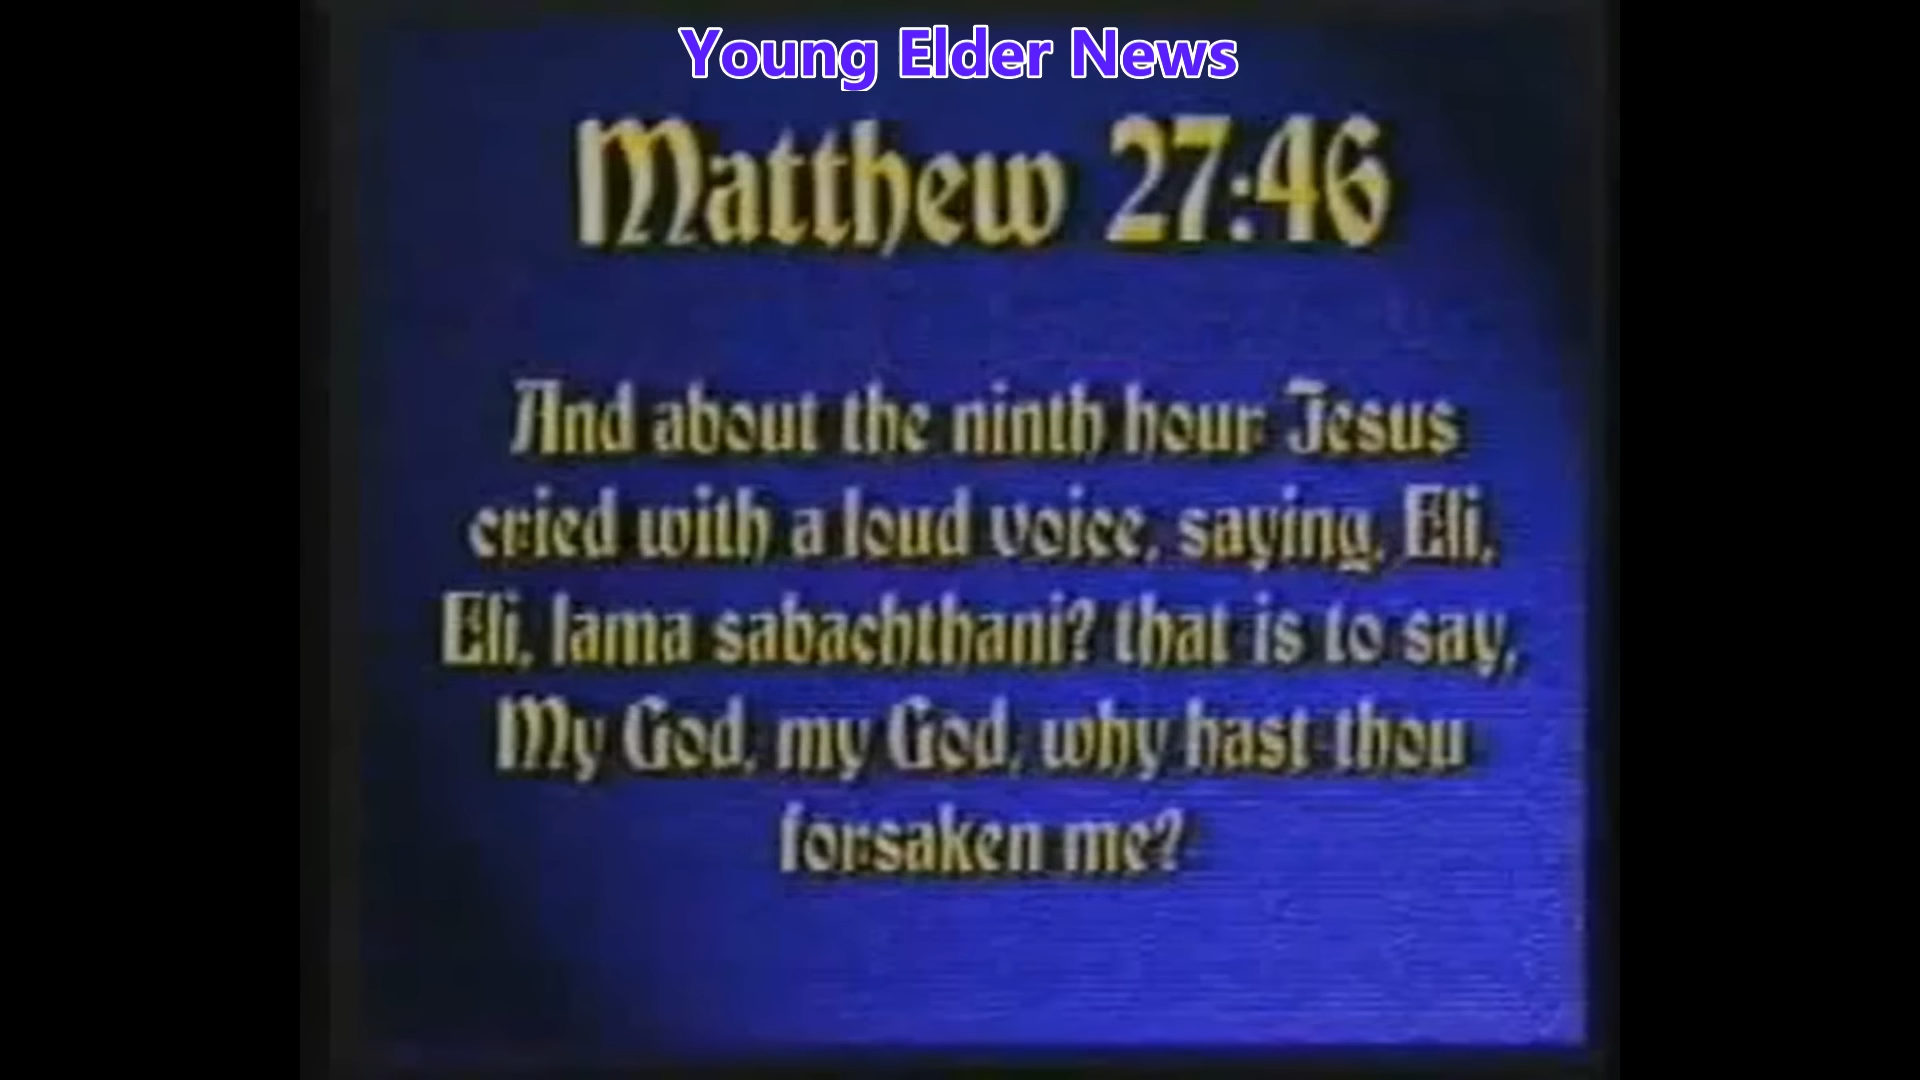 Young Elder News
Matthew 27:46
And about the ninth hour Jesus
cried with a loud voice, saying, Eli,
Eli, lama sabachthani? that is to say,
My God, my God, why hast thou
forsaken me?